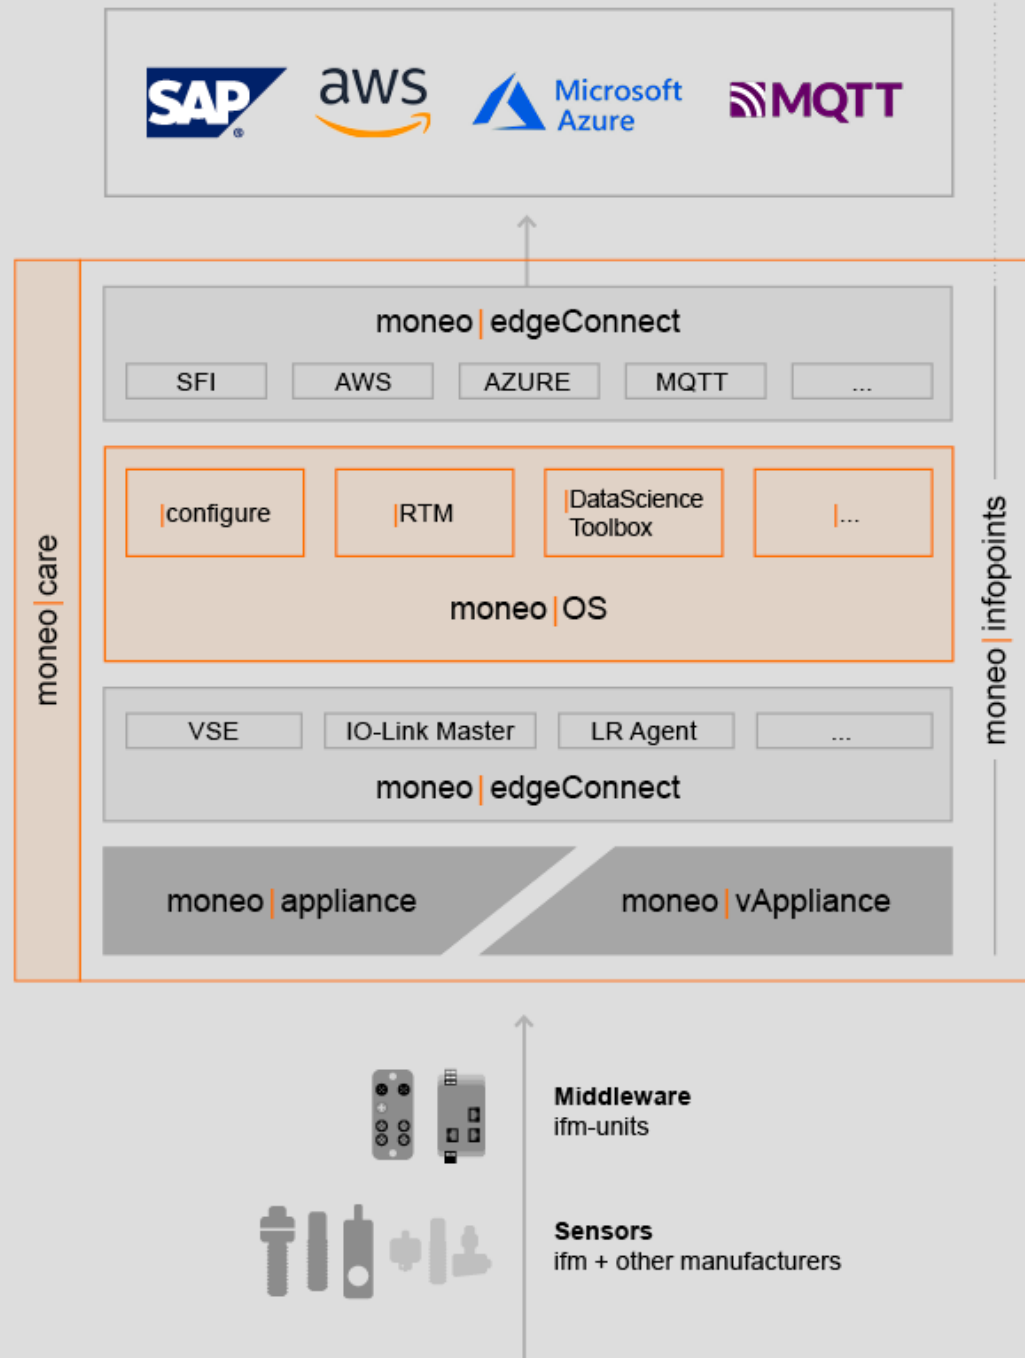 SAP®
aws
Microsoft
Azure
MQTT
moneo|edgeConnect
SFI
AWS
AZURE
MQTT
...
|configure
|RTM
|DataScience
Toolbox
|...
moneo|OS
moneo|care
moneo|infopoints
VSE
IO-Link Master
LR Agent
...
moneo|edgeConnect
moneo|appliance
moneo|vAppliance
Middleware
ifm-units
Sensors
ifm + other manufacturers